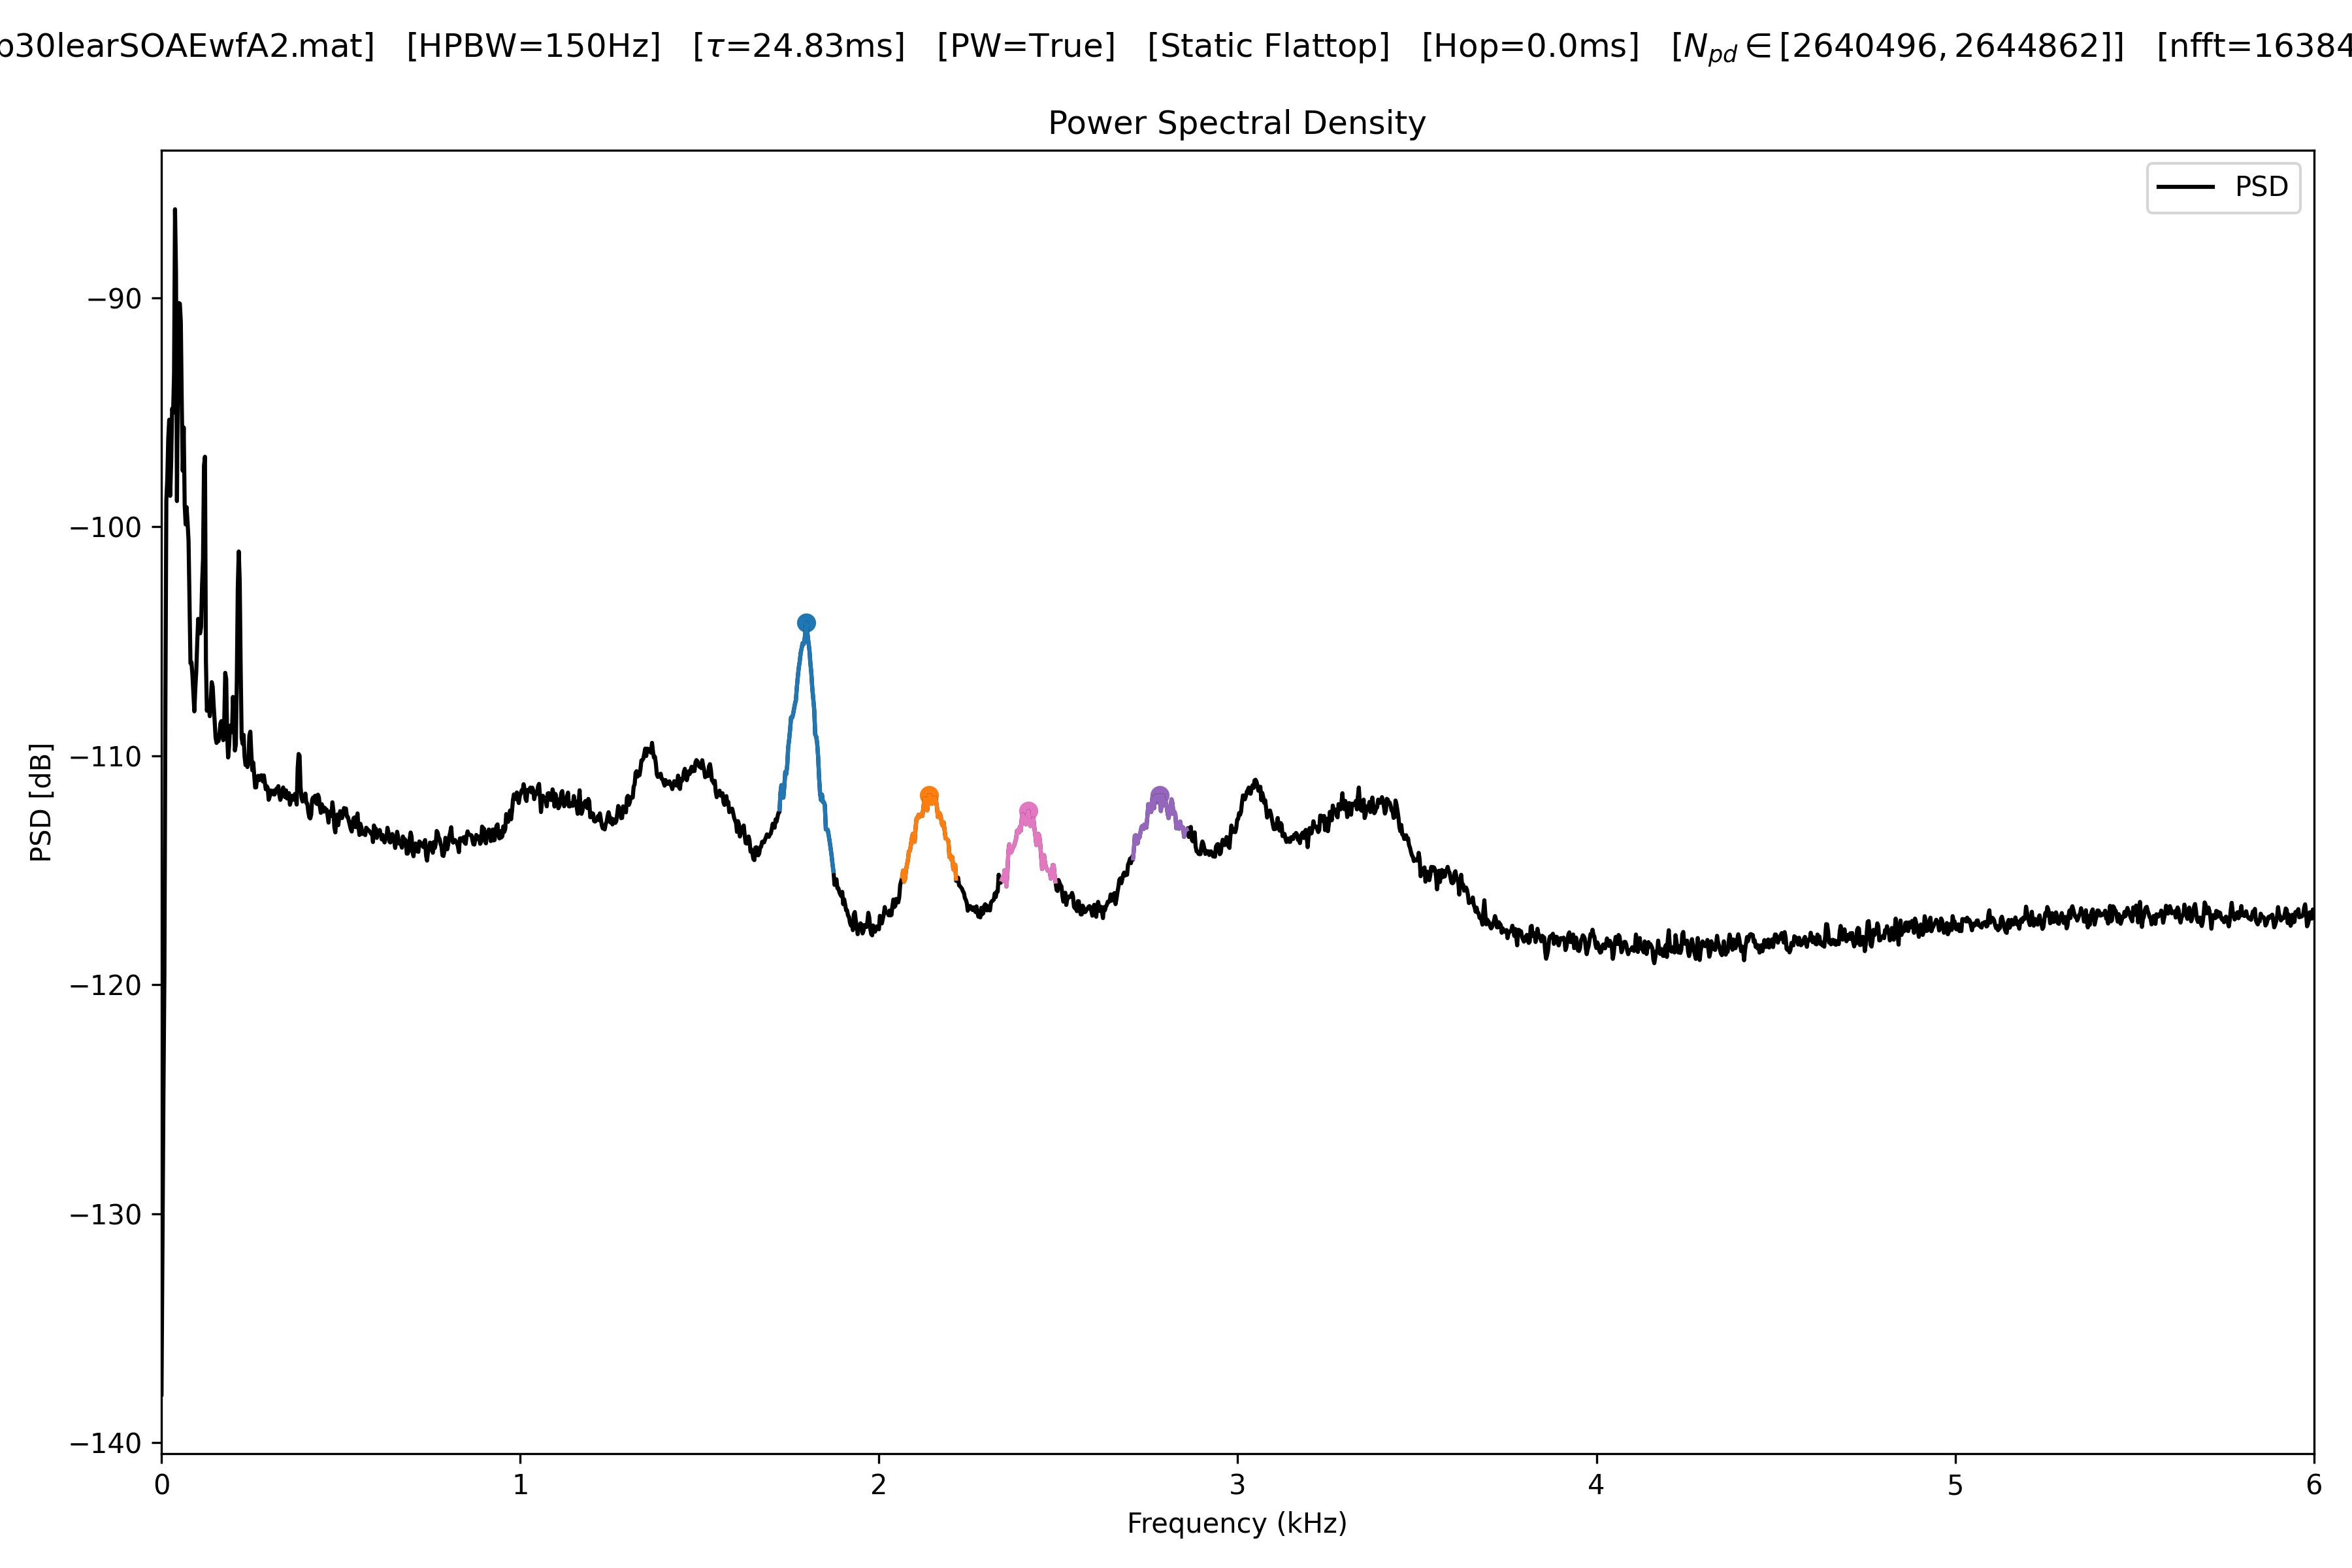 p30learSOAEwfA2.mat] [HPBW=150Hz] [τ=24.83ms] [PW=True] [Static Flattop] [Hop=0.0ms] [N_pd ∈ [2640496, 2644862]] [nfft=16384
Power Spectral Density
PSD
−90
−100
−110
−120
−130
−140
PSD [dB]
0 1 2 3 4 5 6
Frequency (kHz)